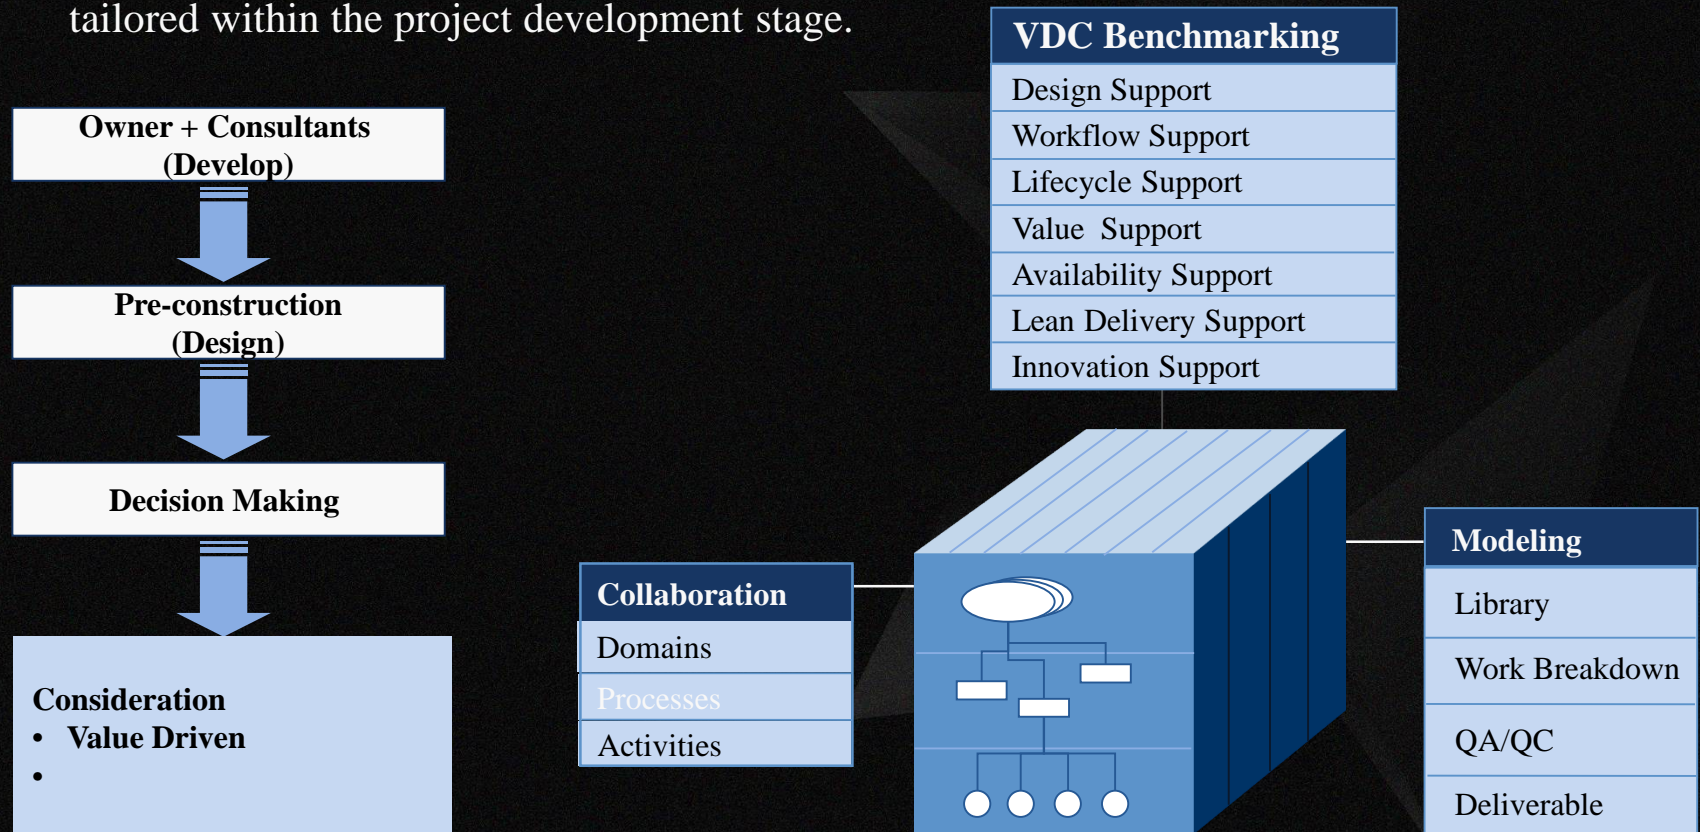 tailored within the project development stage.
Owner + Consultants
(Develop)
Pre-construction
(Design)
Decision Making
Consideration
• Value Driven
•
VDC Benchmarking
Design Support
Workflow Support
Lifecycle Support
Value  Support
Availability Support
Lean Delivery Support
Innovation Support
Collaboration
Domains
Processes
Activities
Modeling
Library
Work Breakdown
QA/QC
Deliverable